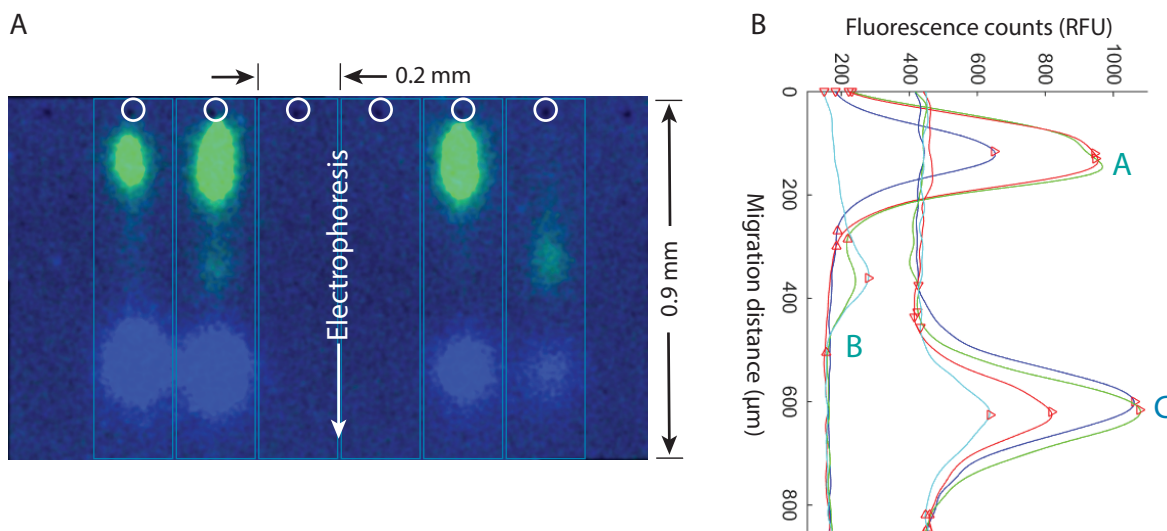 A
0.2 mm
Electrophoresis
0.9 mm
B
Fluorescence counts (RFU)
200
400
600
800
1000
0
200
400
600
800
Migration distance (μm)
A
B
C